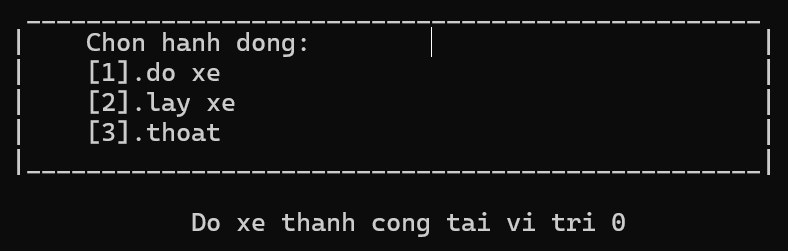 Chon hanh dong:
[1].do xe
[2].lay xe
[3].thoat
Do xe thanh cong tai vi tri 0